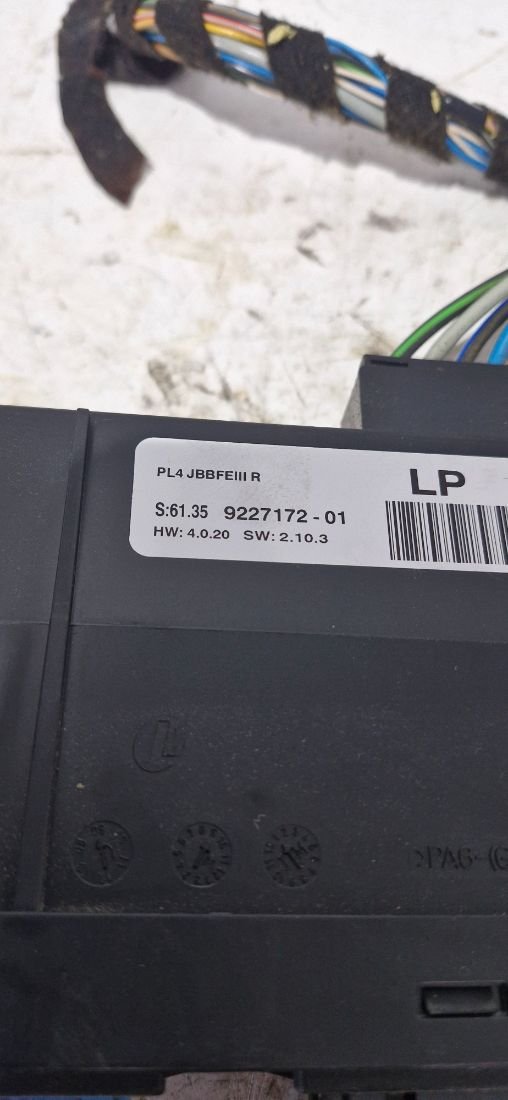 PL4 JBBFEIII R
LP
S:61.35 9227172-01
HW: 4.0.20 SW: 2.10.3
>PA6-(G